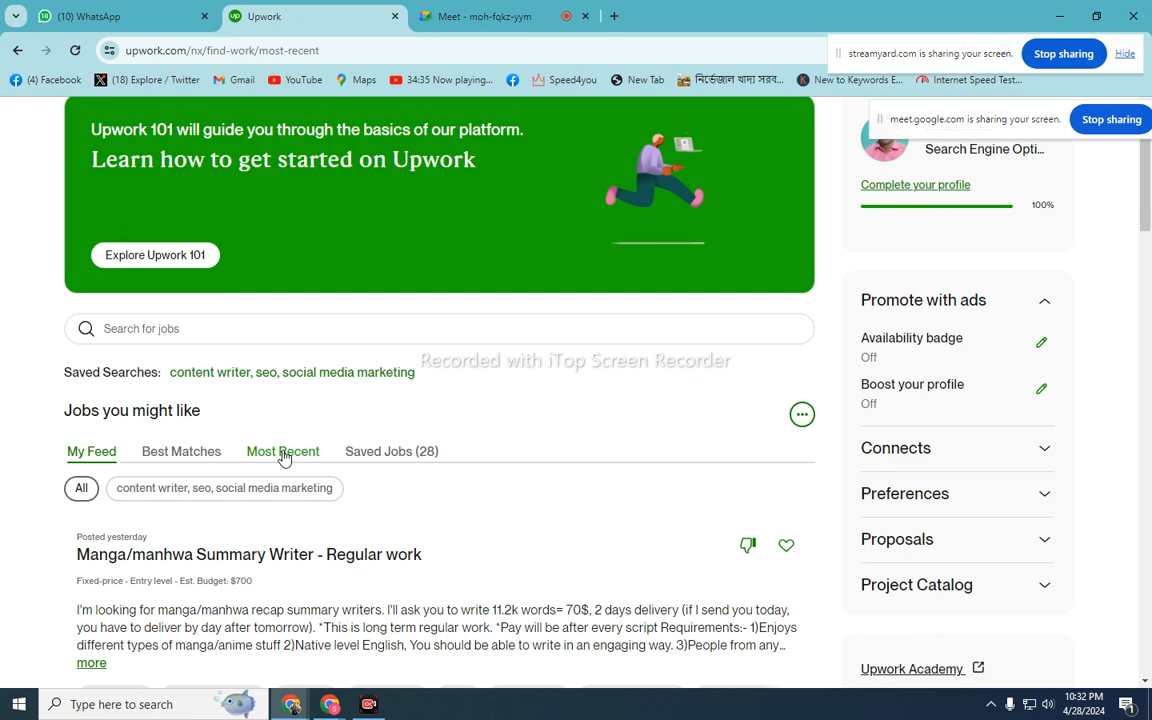 (10) WhatsApp
Upwork
Meet - moh-fqkz-yym
upwork.com/nx/find-work/most-recent
streamyard.com is sharing your screen.
Stop sharing
Hide
(4) Facebook
(18) Explore / Twitter
Gmail
YouTube
Maps
34:35 Now playing...
Speed4you
New Tab
নির্ভেজাল খাদ্য সরব...
New to Keywords E...
Internet Speed Test...
meet.google.com is sharing your screen.
Stop sharing
Upwork 101 will guide you through the basics of our platform.
Learn how to get started on Upwork
Explore Upwork 101
Search Engine Opti...
Complete your profile
100%
Search for jobs
Recorded with iTop Screen Recorder
Saved Searches: content writer, seo, social media marketing
Jobs you might like
My Feed
Best Matches
Most Recent
Saved Jobs (28)
All
content writer, seo, social media marketing
Posted yesterday
Manga/manhwa Summary Writer - Regular work
Fixed-price - Entry level - Est. Budget: $700
I'm looking for manga/manhwa recap summary writers. I'll ask you to write 11.2k words= 70$, 2 days delivery (if I send you today,
you have to deliver by day after tomorrow). *This is long term regular work. *Pay will be after every script Requirements:- 1)Enjoys
different types of manga/anime stuff 2)Native level English, You should be able to write in an engaging way. 3)People from any...
more
Promote with ads
Availability badge
Off
Boost your profile
Off
Connects
Preferences
Proposals
Project Catalog
Upwork Academy
Type here to search
10:32 PM
4/28/2024